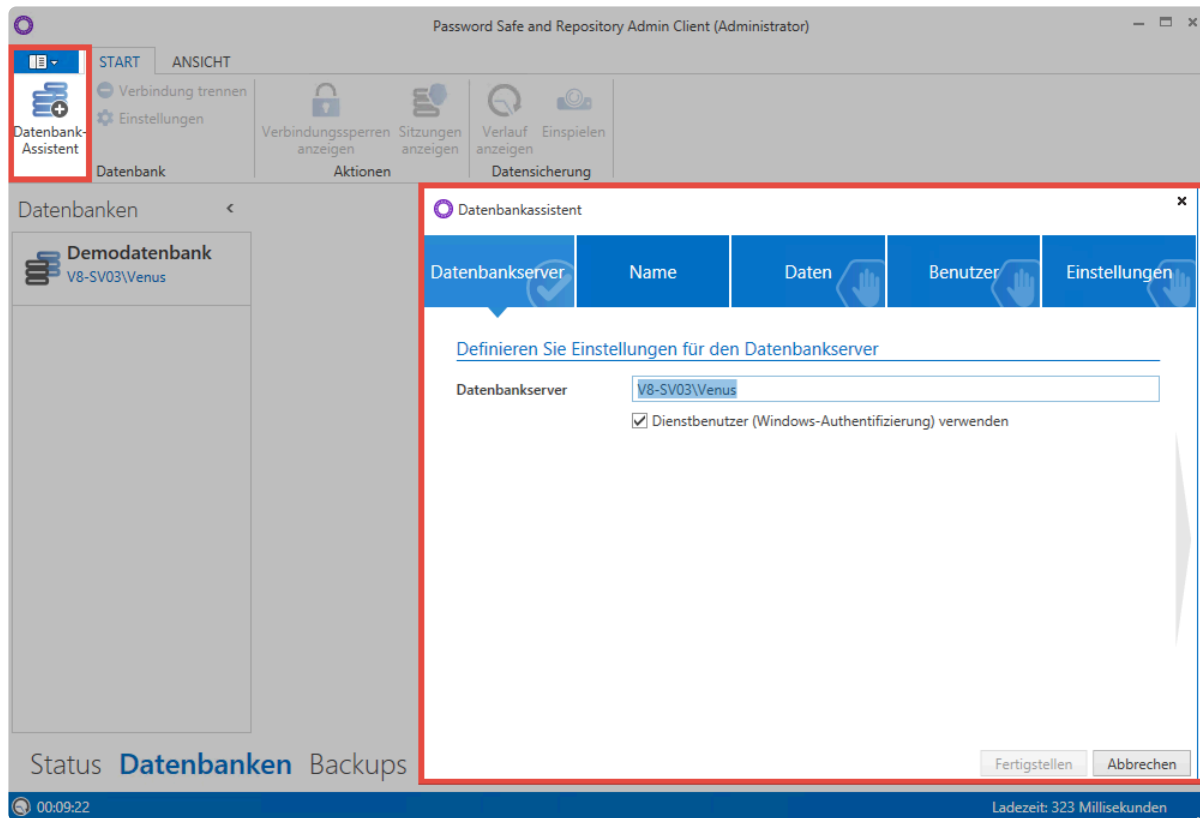 Password Safe and Repository Admin Client (Administrator)
START ANSICHT
Datenbank-
Assistent
Verbindung trennen
Einstellungen
Datenbank
Verbindungssperren
anzeigen
Sitzungen
anzeigen
Aktionen
Verlauf
anzeigen
Einspielen
Datensicherung
Datenbanken
Demodatenbank
V8-SV03\Venus
Datenbankassistent
Datenbankserver Name Daten Benutzer Einstellungen
Definieren Sie Einstellungen für den Datenbankserver
Datenbankserver V8-SV03\Venus
Dienstbenutzer (Windows-Authentifizierung) verwenden
Fertigstellen Abbrechen
Status Datenbanken Backups
00:09:22 Ladezeit: 323 Millisekunden